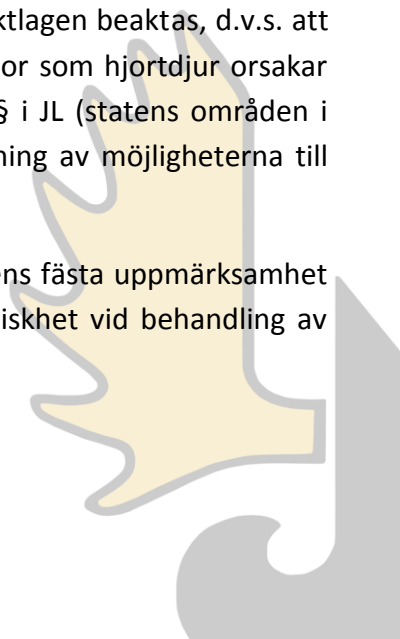 ktlagen beaktas, d.v.s. att
or som hjortdjur orsakar
§ i JL (statens områden i
ning av möjligheterna till
ens fästa uppmärksamhet
iskhet vid behandling av